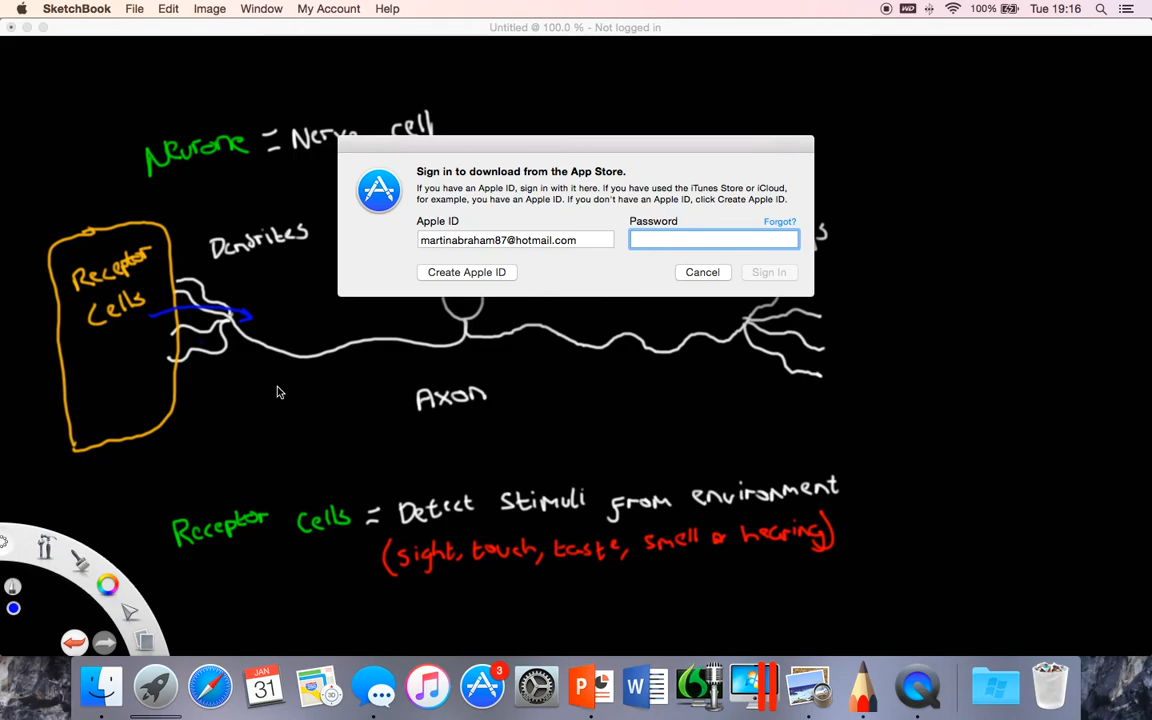 SketchBook File Edit Image Window My Account Help 100% Tue 19:16
Untitled @ 100.0 % - Not logged in
Neurone = Nerve cell
Sign in to download from the App Store.
If you have an Apple ID, sign in with it here. If you have used the iTunes Store or iCloud,
for example, you have an Apple ID. If you don't have an Apple ID, click Create Apple ID.
Apple ID Password Forgot?
martinabraham87@hotmail.com
Create Apple ID Cancel Sign In
Dendrites
Receptor
Cells
Axon
Receptor Cells = Detect Stimuli from environment
(sight, touch, taste, smell & hearing)
3
JAN
31